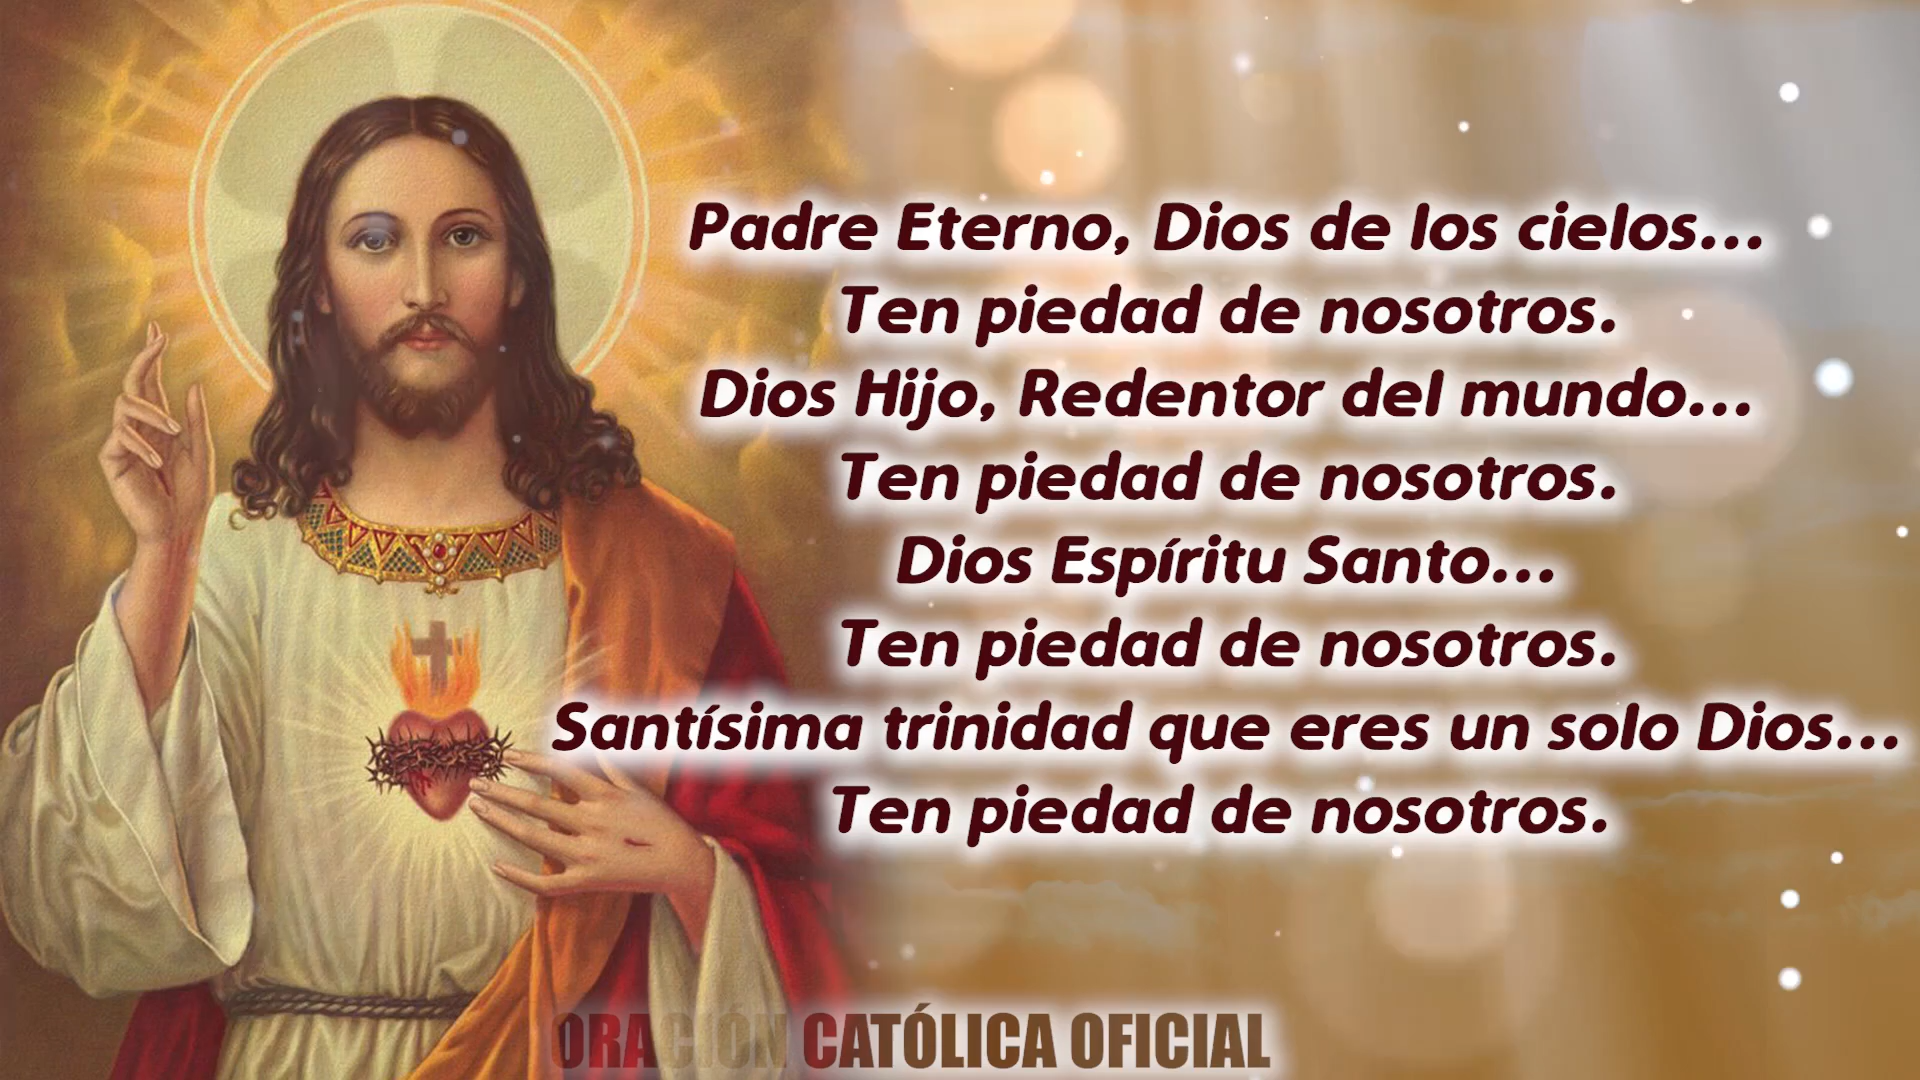 Padre Eterno, Dios de los cielos...
Ten piedad de nosotros.
Dios Hijo, Redentor del mundo...
Ten piedad de nosotros.
Dios Espíritu Santo...
Ten piedad de nosotros.
Santísima trinidad que eres un solo Dios...
Ten piedad de nosotros.
ORACIÓN CATÓLICA OFICIAL